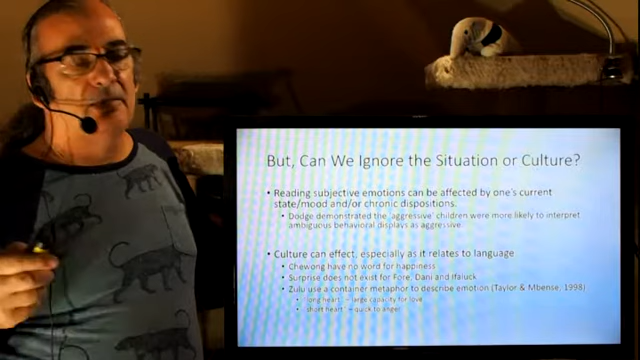 But, Can We Ignore the Situation or Culture?
• Reading subjective emotions can be affected by one's current
state/mood and/or chronic dispositions.
• Dodge demonstrated the 'aggressive' children were more likely to interpret
ambiguous behavioral displays as aggressive
• Culture can effect, especially as it relates to language
• Chewong have no word for happiness
• Surprise does not exist for Fore, Dani and Ifaluck
• Zulu use a container metaphor to describe emotion (Taylor & Mbense, 1998)
• "long heart" = large capacity for love
• "short heart" = quick to anger